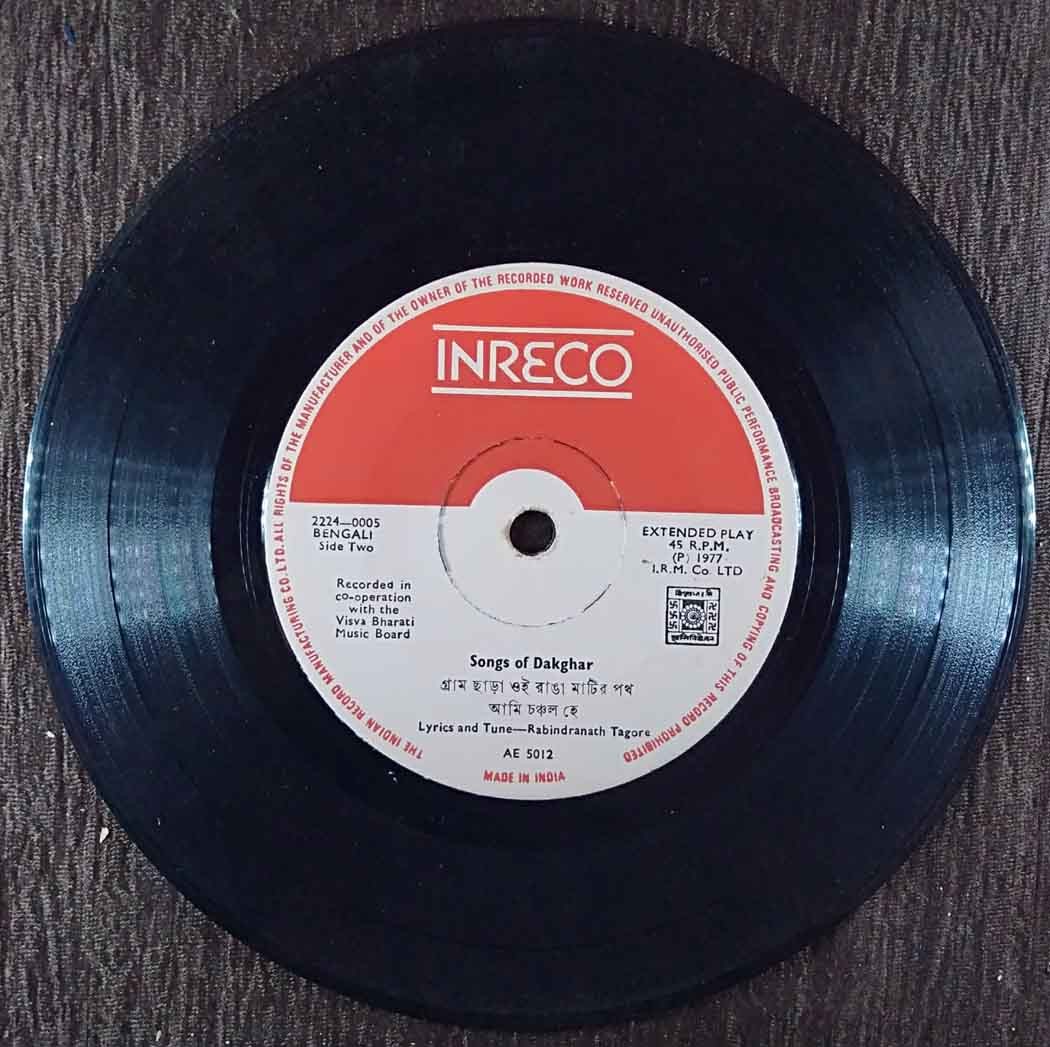 THE INDIAN RECORD MANUFACTURING CO. LTD. ALL RIGHTS OF THE MANUFACTURER AND OF THE OWNER OF THE RECORDED WORK RESERVED UNAUTHORISED PUBLIC PERFORMANCE BROADCASTING AND COPYING OF THIS RECORD PROHIBITED
INRECO
2224—0005
BENGALI
Side Two
EXTENDED PLAY
45 R.P.M.
(P) 1977
I.R.M. Co. LTD
Recorded in
co-operation
with the
Visva Bharati
Music Board
Songs of Dakghar
গ্রাম ছাড়া ওই রাঙা মাটির পথ
আমি চঞ্চল হে
Lyrics and Tune—Rabindranath Tagore
AE 5012
MADE IN INDIA